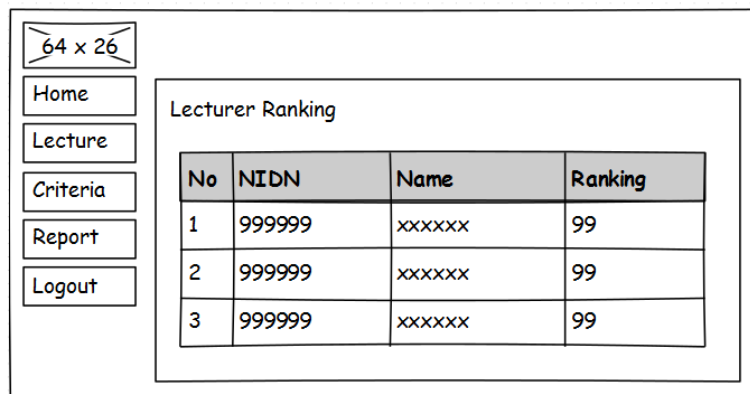 64 x 26
Home
Lecture
Criteria
Report
Logout
Lecturer Ranking
No NIDN Name Ranking
1 999999 xxxxxx 99
2 999999 xxxxxx 99
3 999999 xxxxxx 99